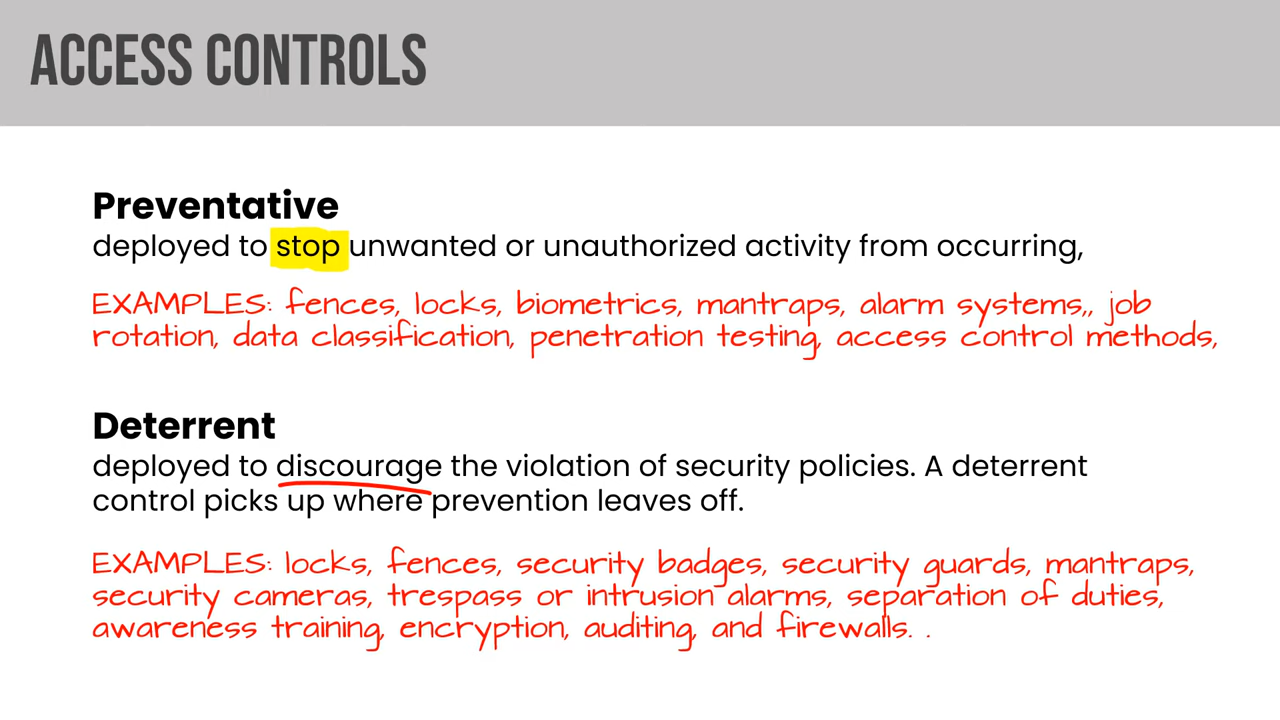 ACCESS CONTROLS
Preventative
deployed to stop unwanted or unauthorized activity from occurring,
EXAMPLES: fences, locks, biometrics, mantraps, alarm systems,, job
rotation, data classification, penetration testing, access control methods,
Deterrent
deployed to discourage the violation of security policies. A deterrent
control picks up where prevention leaves off.
EXAMPLES: locks, fences, security badges, security guards, mantraps,
security cameras, trespass or intrusion alarms, separation of duties,
awareness training, encryption, auditing, and firewalls. .